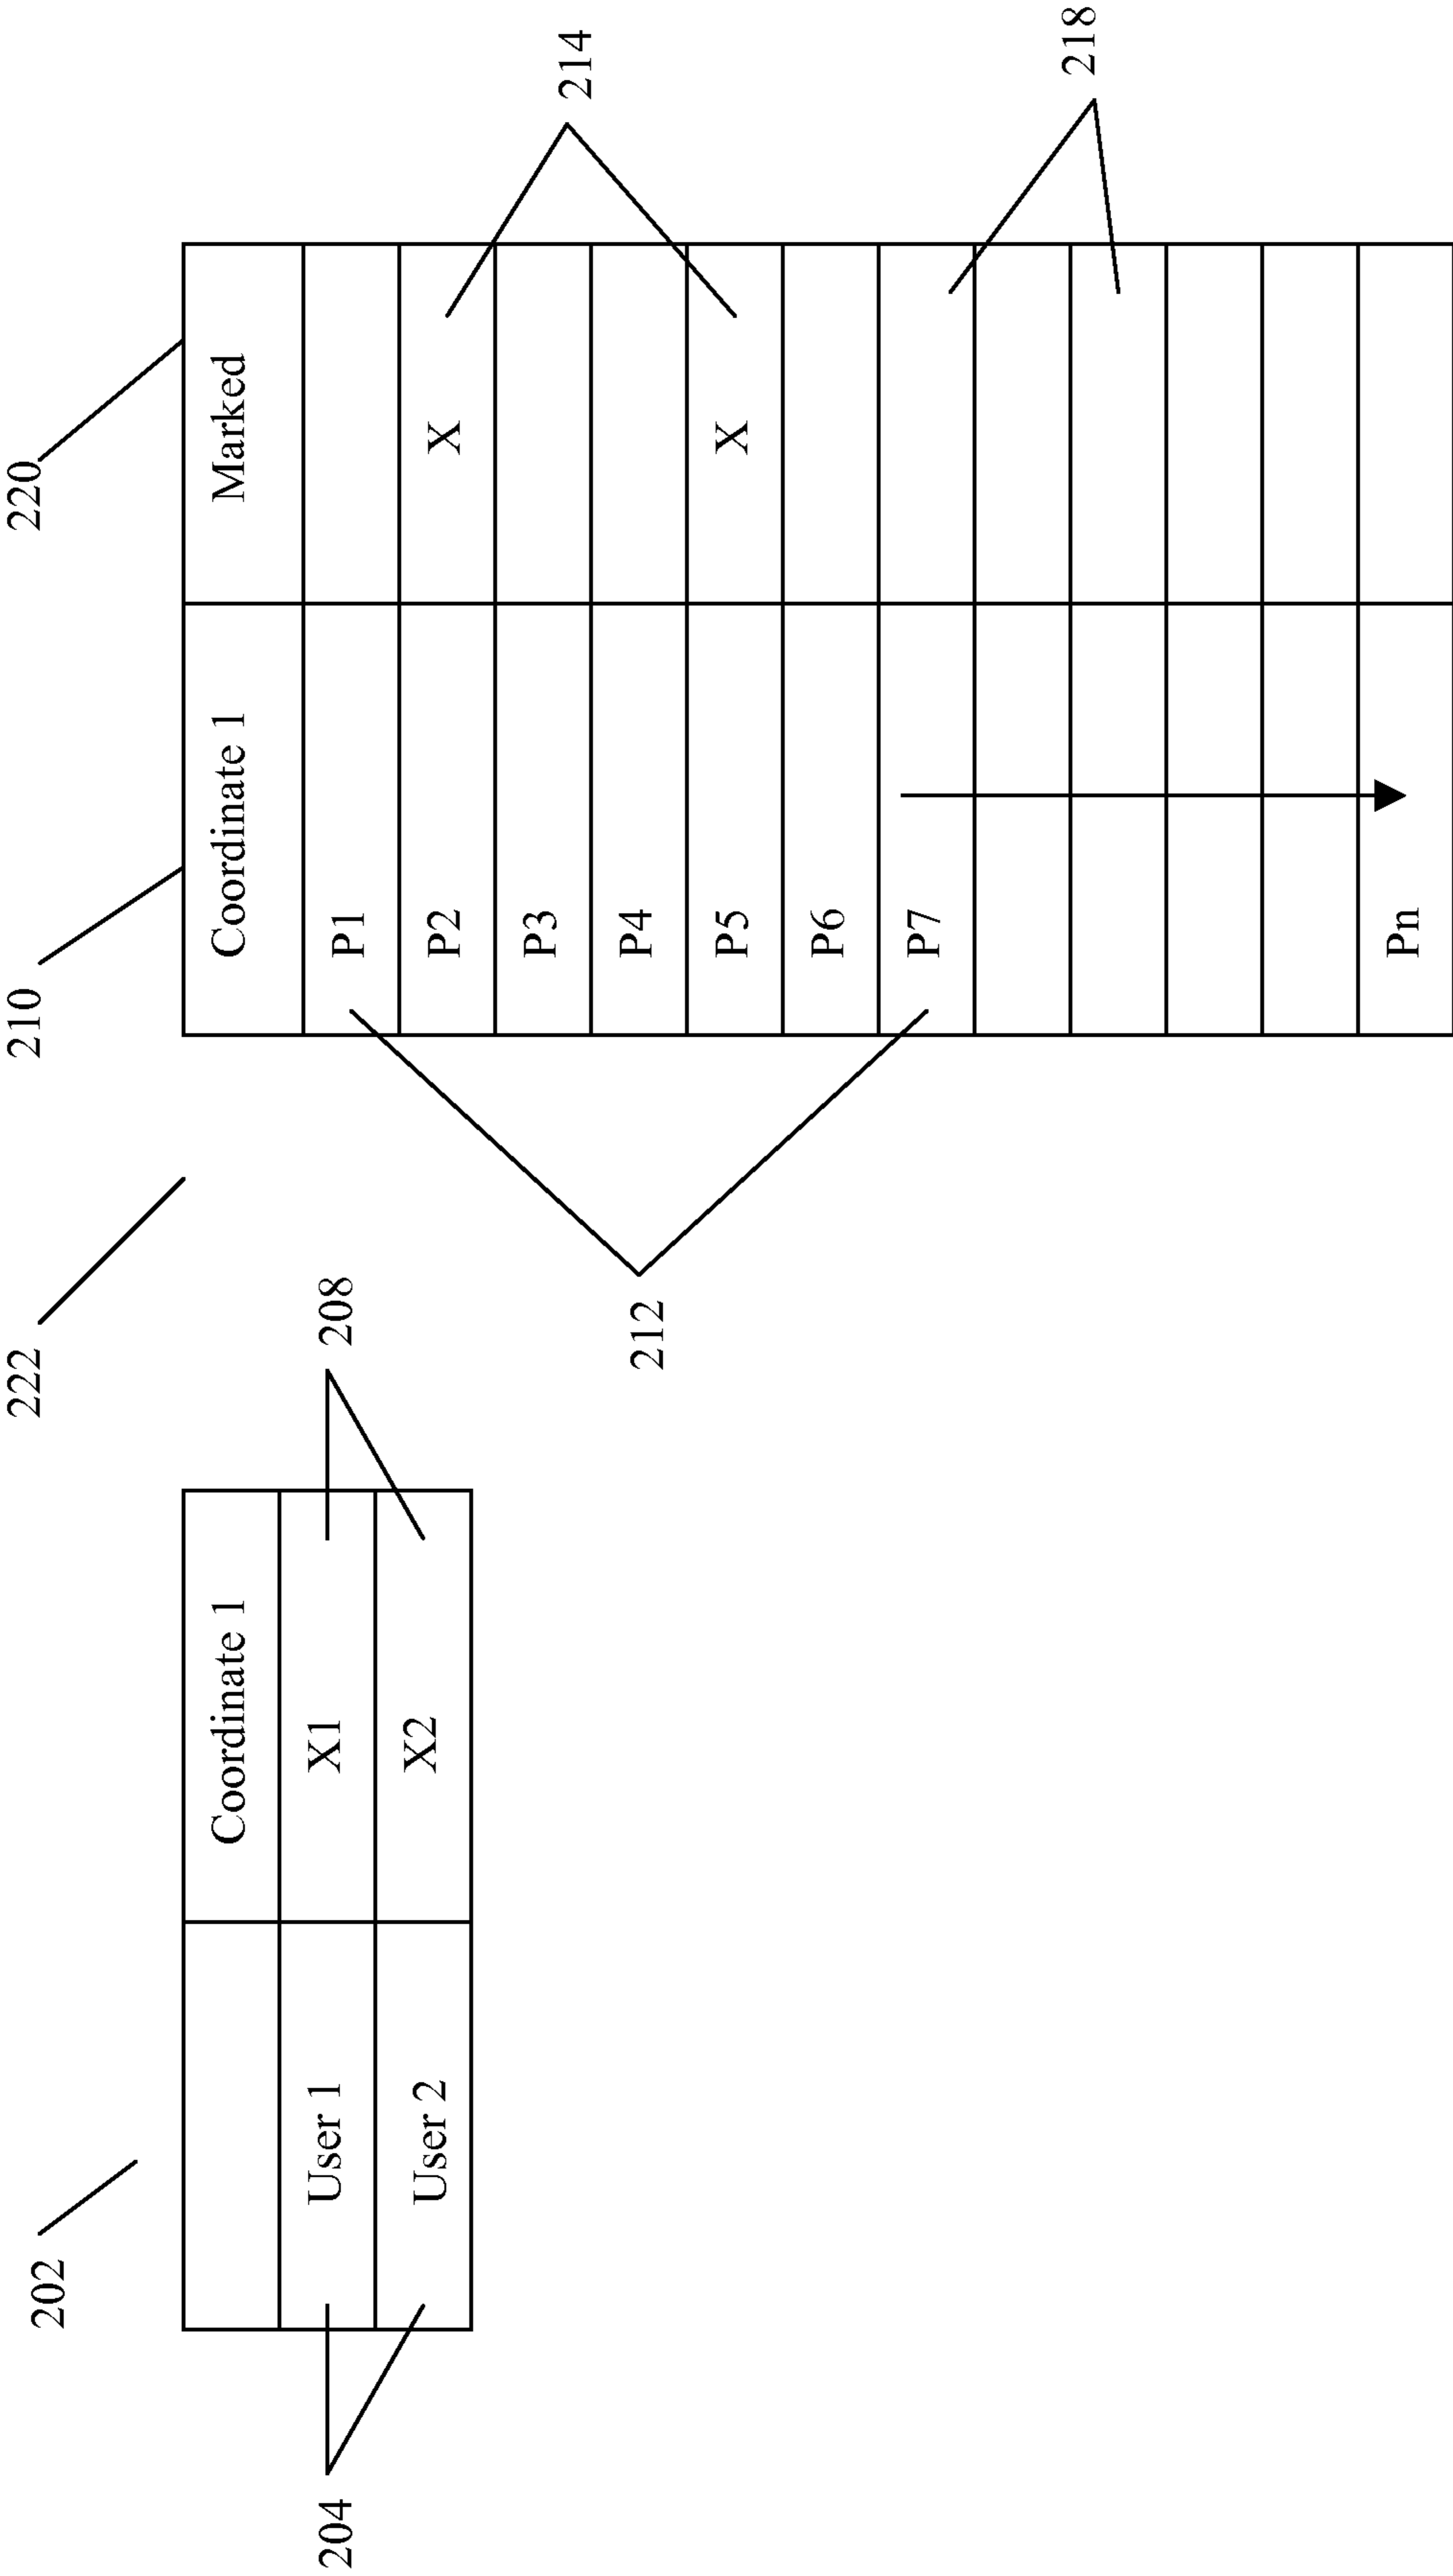 202
222
210
220
Coordinate 1
204
User 1
X1
208
User 2
X2
Coordinate 1
Marked
P1
P2
X
214
P3
P4
212
P5
X
P6
P7
218
Pn